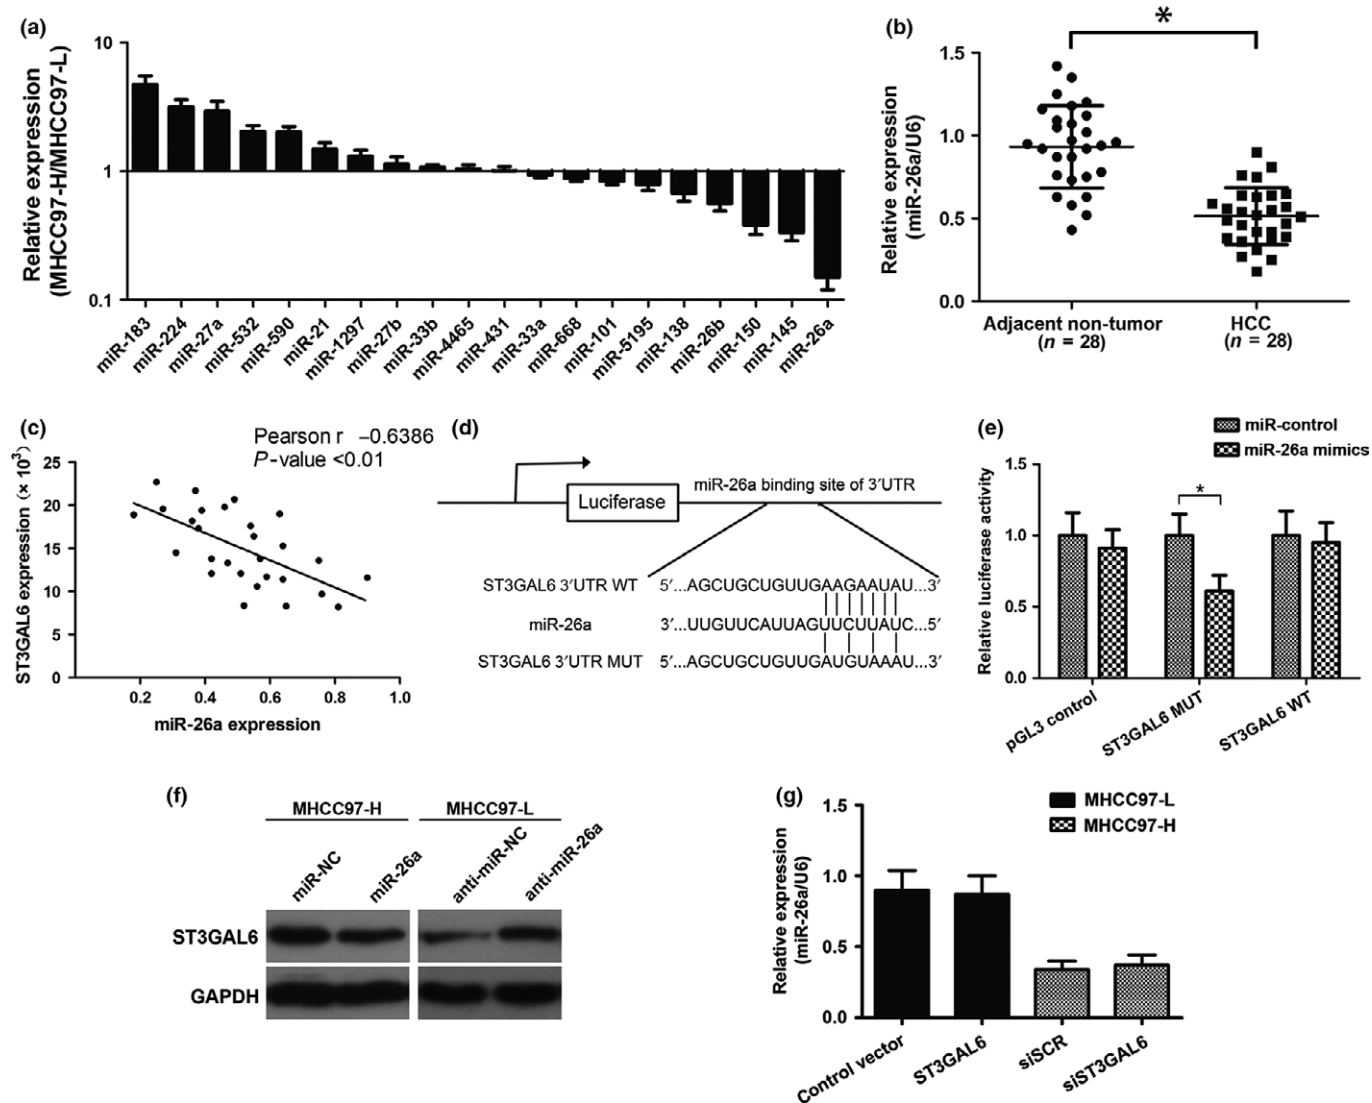 (a)
Relative expression
(MHCC97-H/MHCC97-L)
10
1
0.1
miR-183
miR-224
miR-27a
miR-532
miR-590
miR-21
miR-1297
miR-27b
miR-33b
miR-4465
miR-431
miR-33a
miR-668
miR-101
miR-5195
miR-138
miR-26b
miR-150
miR-145
miR-26a
(b)
*
Relative expression
(miR-26a/U6)
1.5
1.0
0.5
0.0
Adjacent non-tumor
(n = 28)
HCC
(n = 28)
(c)
Pearson r −0.6386
P-value <0.01
ST3GAL6 expression (× 10³)
25
20
15
10
5
0
0.2
0.4
0.6
0.8
1.0
miR-26a expression
(d)
Luciferase
miR-26a binding site of 3′UTR
ST3GAL6 3′UTR WT 5′...AGCUGCUGUUGAAGAAUAU...3′
miR-26a 3′...UUGUUCAUUAGUUCUUAUC...5′
ST3GAL6 3′UTR MUT 5′...AGCUGCUGUUGAUGUAAAU...3′
(e)
miR-control
miR-26a mimics
Relative luciferase activity
1.5
1.0
0.5
0.0
*
pGL3 control
ST3GAL6 MUT
ST3GAL6 WT
(f)
MHCC97-H
MHCC97-L
miR-NC
miR-26a
anti-miR-NC
anti-miR-26a
ST3GAL6
GAPDH
(g)
MHCC97-L
MHCC97-H
Relative expression
(miR-26a/U6)
1.5
1.0
0.5
0.0
Control vector
ST3GAL6
siSCR
siST3GAL6